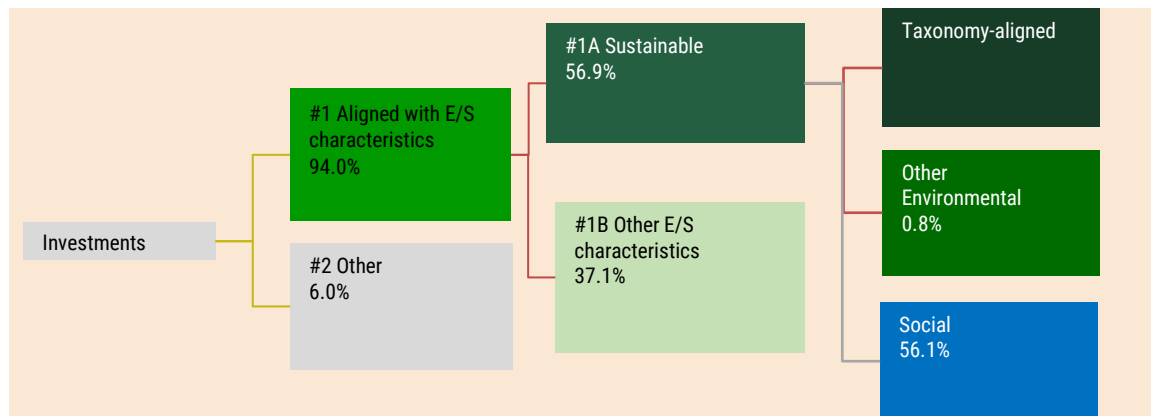 Investments
#1 Aligned with E/S
characteristics
94.0%
#2 Other
6.0%
#1A Sustainable
56.9%
#1B Other E/S
characteristics
37.1%
Taxonomy-aligned
Other
Environmental
0.8%
Social
56.1%